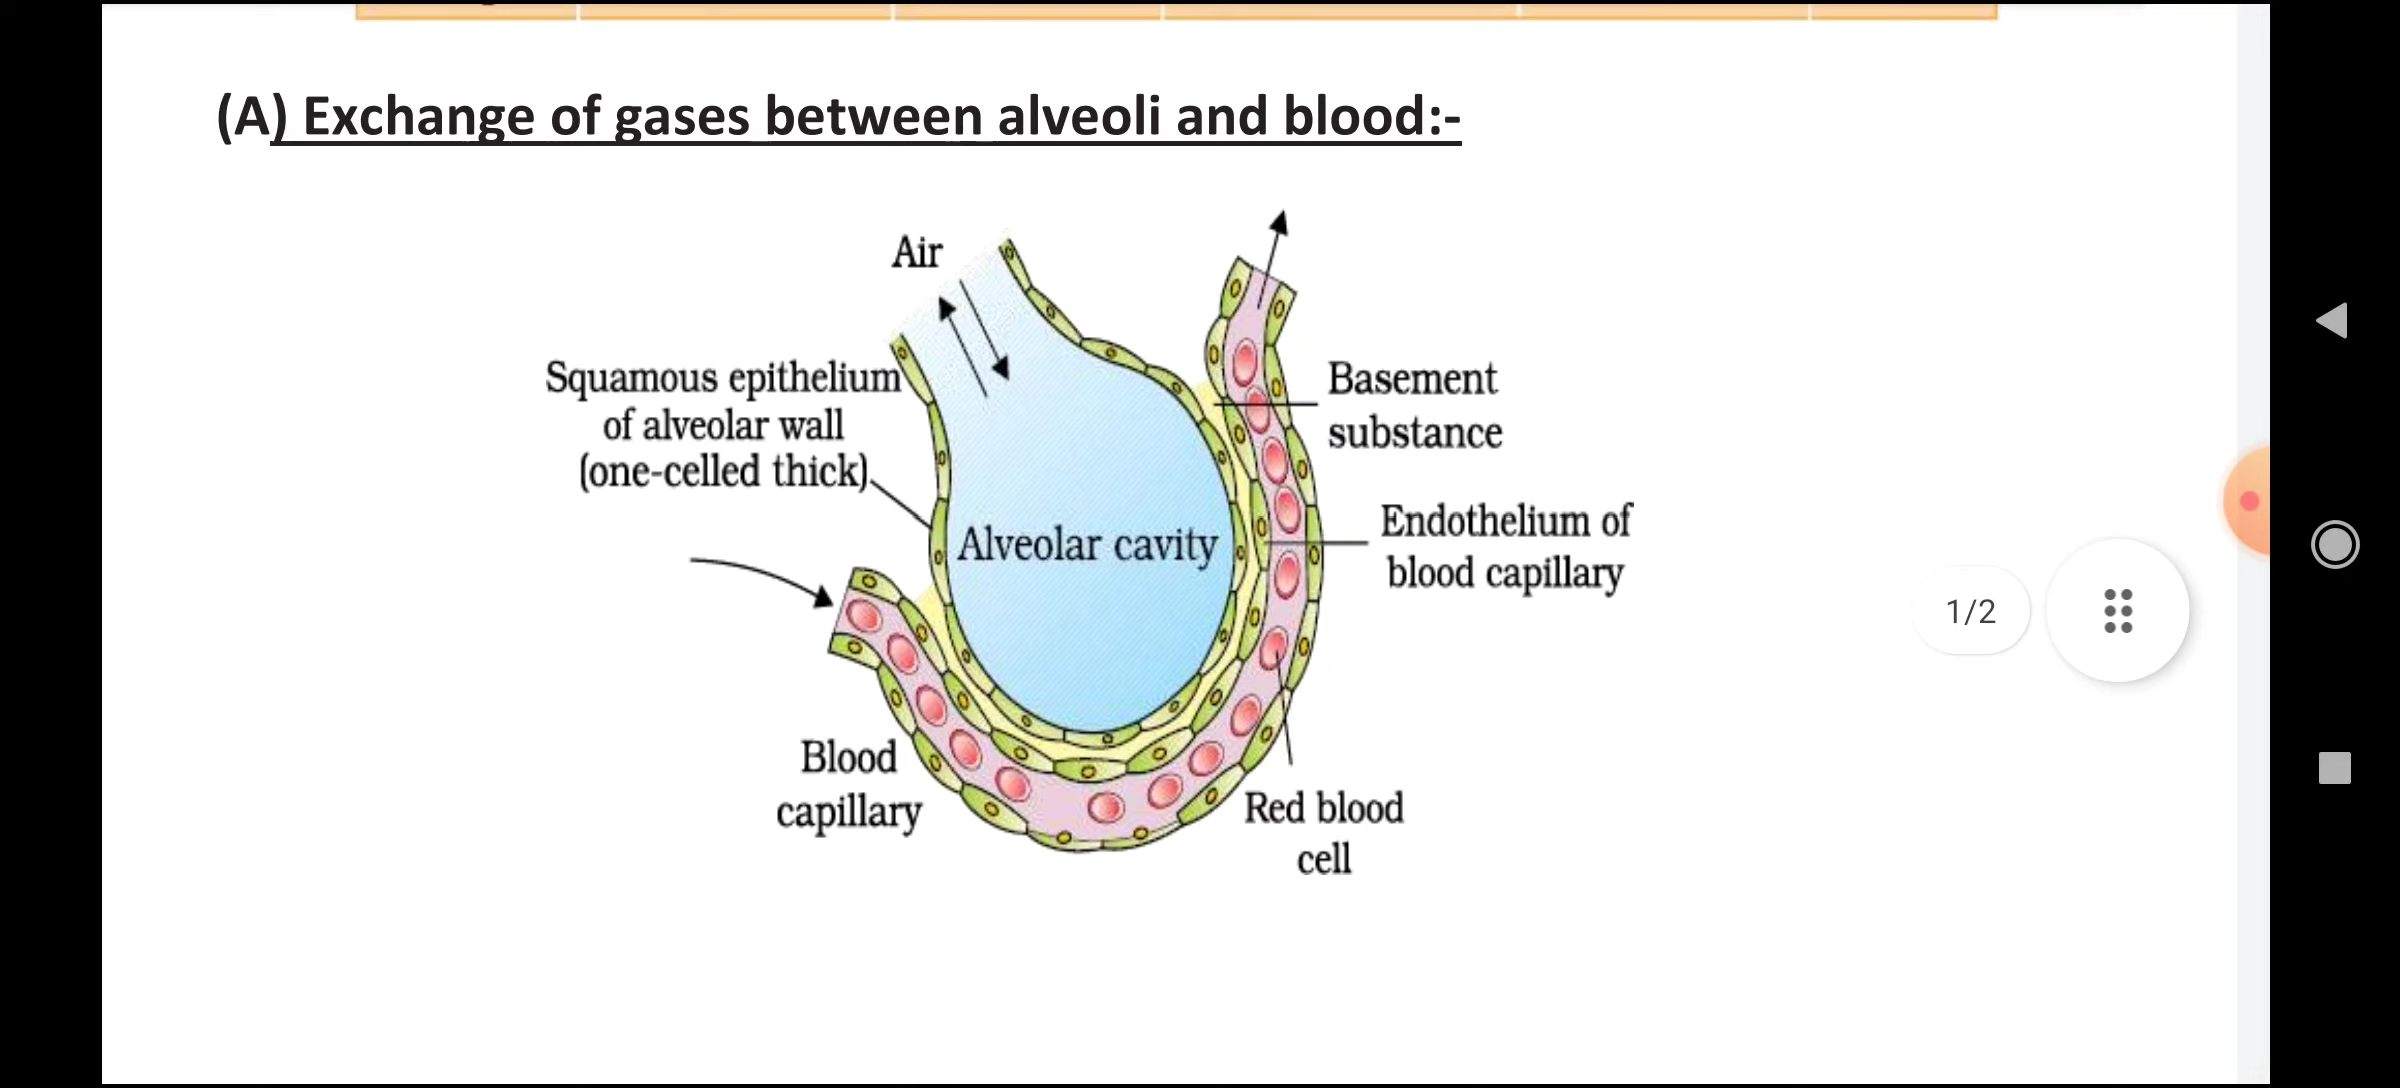 (A) Exchange of gases between alveoli and blood:-
Air
Squamous epithelium
of alveolar wall
(one-celled thick)
Basement
substance
Alveolar cavity
Endothelium of
blood capillary
1/2
Blood
capillary
Red blood
cell